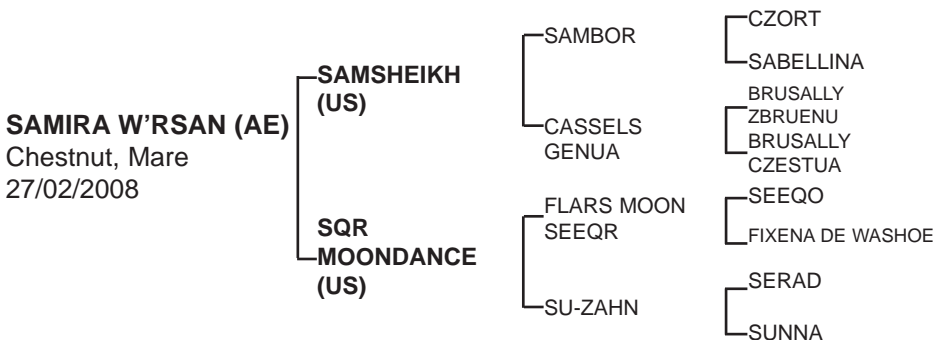 SAMIRA W'RSAN (AE)
Chestnut, Mare
27/02/2008
SAMSHEIKH
(US)
SQR
MOONDANCE
(US)
SAMBOR
CASSELS
GENUA
FLARS MOON
SEEQR
SU-ZAHN
CZORT
SABELLINA
BRUSALLY
ZBRUENU
BRUSALLY
CZESTUA
SEEQO
FIXENA DE WASHOE
SERAD
SUNNA